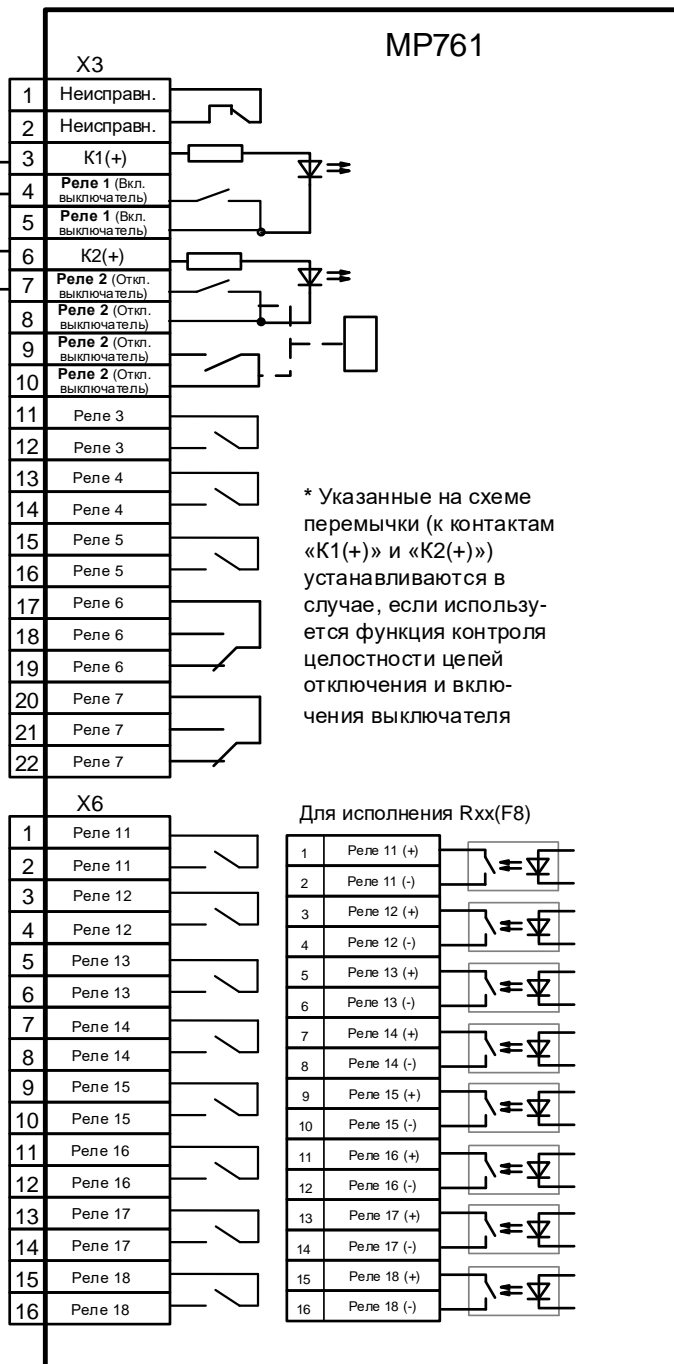 МР761
X3
1 Неисправн.
2 Неисправн.
3 К1(+)
4 Реле 1 (Вкл.
выключатель)
5 Реле 1 (Вкл.
выключатель)
6 К2(+)
7 Реле 2 (Откл.
выключатель)
8 Реле 2 (Откл.
выключатель)
9 Реле 2 (Откл.
выключатель)
10 Реле 2 (Откл.
выключатель)
11 Реле 3
12 Реле 3
13 Реле 4
14 Реле 4
15 Реле 5
16 Реле 5
17 Реле 6
18 Реле 6
19 Реле 6
20 Реле 7
21 Реле 7
22 Реле 7
* Указанные на схеме
перемычки (к контактам
«К1(+)» и «К2(+)»)
устанавливаются в
случае, если использу-
ется функция контроля
целостности цепей
отключения и вклю-
чения выключателя
X6
1 Реле 11
2 Реле 11
3 Реле 12
4 Реле 12
5 Реле 13
6 Реле 13
7 Реле 14
8 Реле 14
9 Реле 15
10 Реле 15
11 Реле 16
12 Реле 16
13 Реле 17
14 Реле 17
15 Реле 18
16 Реле 18
Для исполнения Rxx(F8)
1 Реле 11 (+)
2 Реле 11 (-)
3 Реле 12 (+)
4 Реле 12 (-)
5 Реле 13 (+)
6 Реле 13 (-)
7 Реле 14 (+)
8 Реле 14 (-)
9 Реле 15 (+)
10 Реле 15 (-)
11 Реле 16 (+)
12 Реле 16 (-)
13 Реле 17 (+)
14 Реле 17 (-)
15 Реле 18 (+)
16 Реле 18 (-)